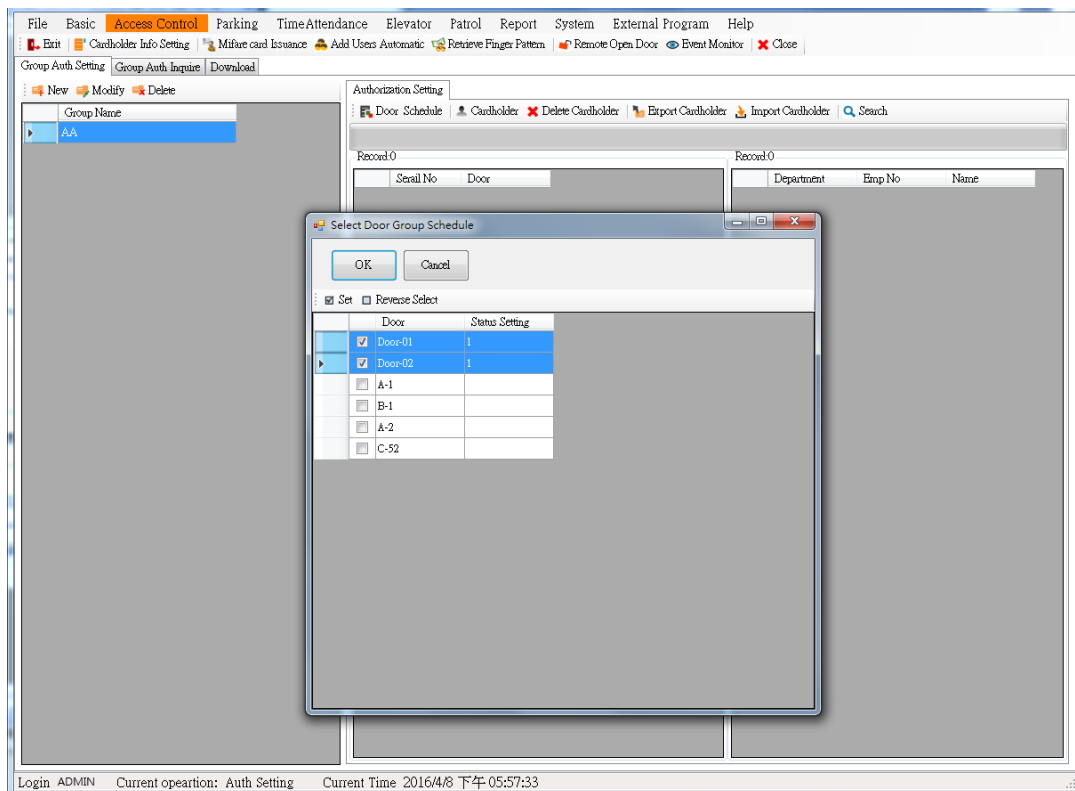 File Basic Access Control Parking TimeAttendance Elevator Patrol Report System External Program Help
Exit Cardholder Info Setting Mifare card Issuance Add Users Automatic Retrieve Finger Pattern Remote Open Door Event Monitor Close
Group Auth Setting Group Auth Inquire Download
New Modify Delete
Authorization Setting
Group Name
Door Schedule Cardholder Delete Cardholder Export Cardholder Import Cardholder Search
AA
Record:0 Record:0
Serail No Door Department Emp No Name
Select Door Group Schedule
OK Cancel
Set Reverse Select
Door Status Setting
Door-01 1
Door-02 1
A-1
B-1
A-2
C-52
Login ADMIN Current opeartion: Auth Setting Current Time 2016/4/8 下午 05:57:33